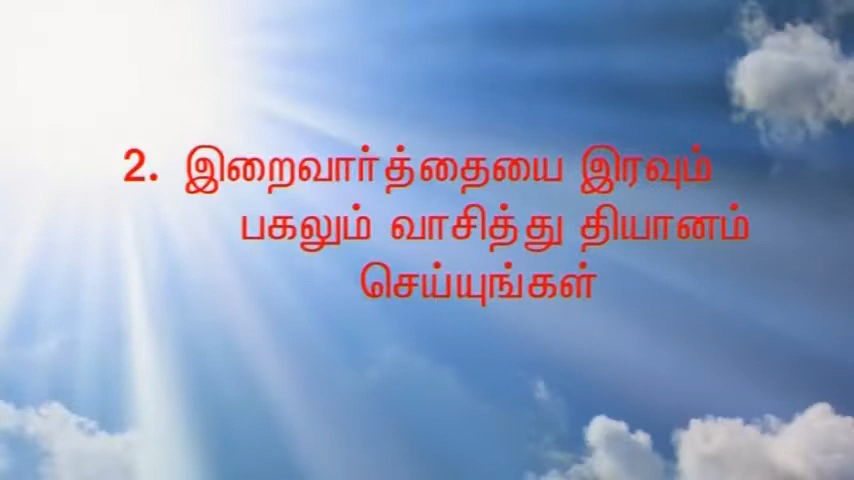 2. இறைவார்த்தையை இரவும்
பகலும் வாசித்து தியானம்
செய்யுங்கள்